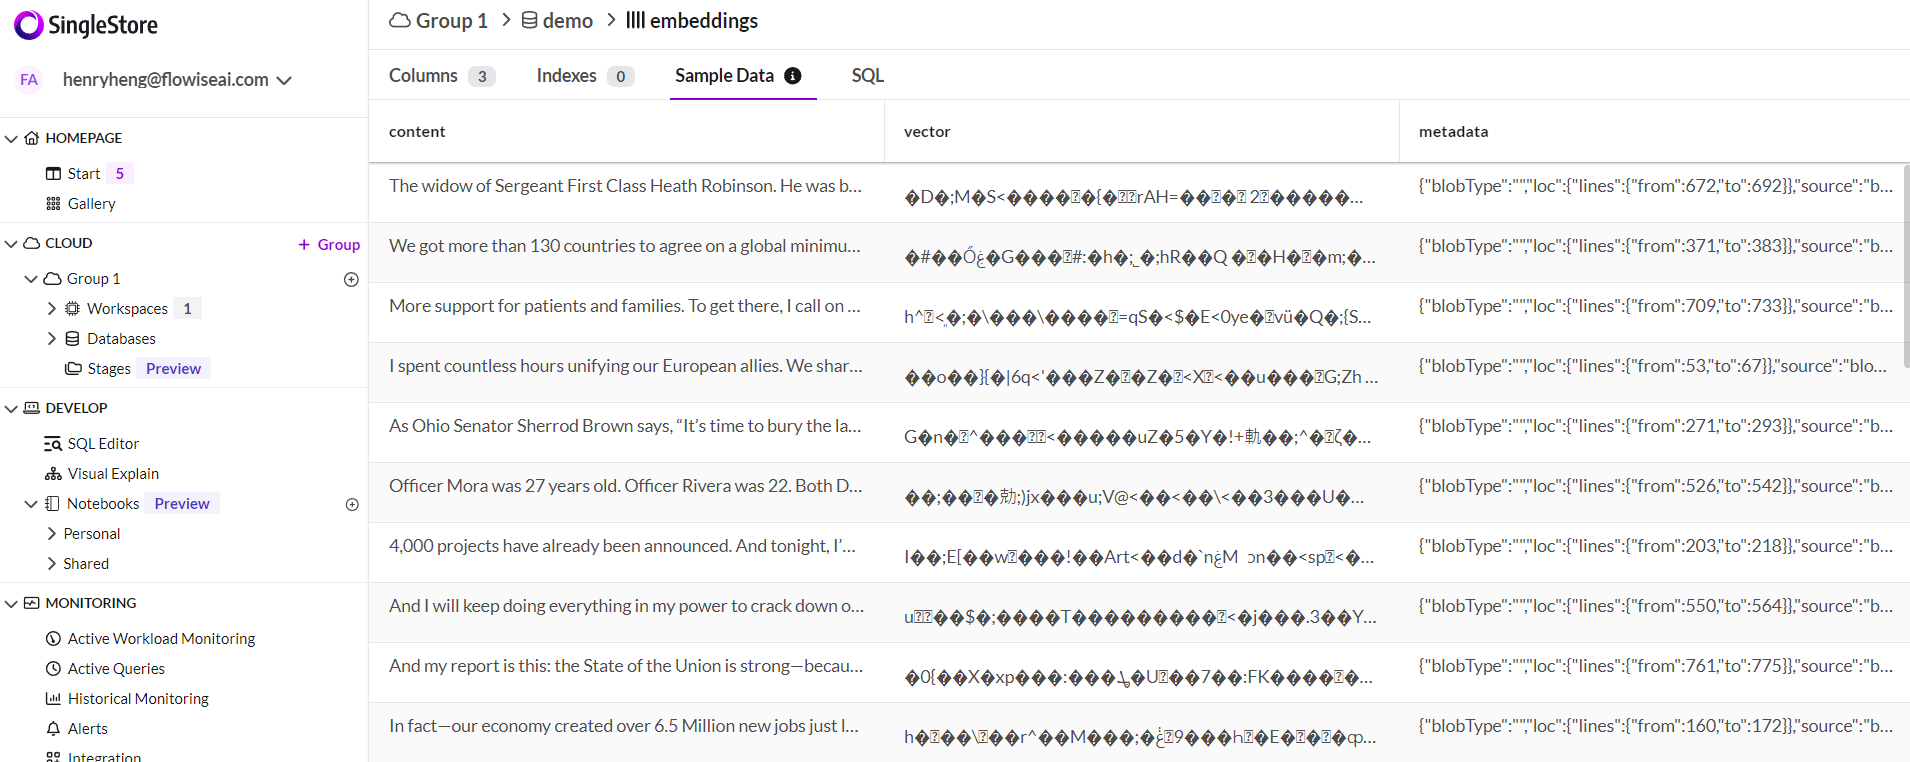 SingleStore
FA henryheng@flowiseai.com
HOMEPAGE
Start 5
Gallery
CLOUD + Group
Group 1
Workspaces 1
Databases
Stages Preview
DEVELOP
SQL Editor
Visual Explain
Notebooks Preview
Personal
Shared
MONITORING
Active Workload Monitoring
Active Queries
Historical Monitoring
Alerts
Integration
Group 1 > demo > embeddings
Columns 3 Indexes 0 Sample Data SQL
content vector metadata
The widow of Sergeant First Class Heath Robinson. He was b...
{"blobType":"","loc":{"lines":{"from":672,"to":692}},"source":"b...
We got more than 130 countries to agree on a global minimu...
{"blobType":"","loc":{"lines":{"from":371,"to":383}},"source":"b...
More support for patients and families. To get there, I call on ...
{"blobType":"","loc":{"lines":{"from":709,"to":733}},"source":"b...
I spent countless hours unifying our European allies. We shar...
{"blobType":"","loc":{"lines":{"from":53,"to":67}},"source":"blo...
As Ohio Senator Sherrod Brown says, “It’s time to bury the la...
{"blobType":"","loc":{"lines":{"from":271,"to":293}},"source":"b...
Officer Mora was 27 years old. Officer Rivera was 22. Both D...
{"blobType":"","loc":{"lines":{"from":526,"to":542}},"source":"b...
4,000 projects have already been announced. And tonight, I’...
{"blobType":"","loc":{"lines":{"from":203,"to":218}},"source":"b...
And I will keep doing everything in my power to crack down o...
{"blobType":"","loc":{"lines":{"from":550,"to":564}},"source":"b...
And my report is this: the State of the Union is strong—becau...
{"blobType":"","loc":{"lines":{"from":761,"to":775}},"source":"b...
In fact—our economy created over 6.5 Million new jobs just l...
{"blobType":"","loc":{"lines":{"from":160,"to":172}},"source":"b...